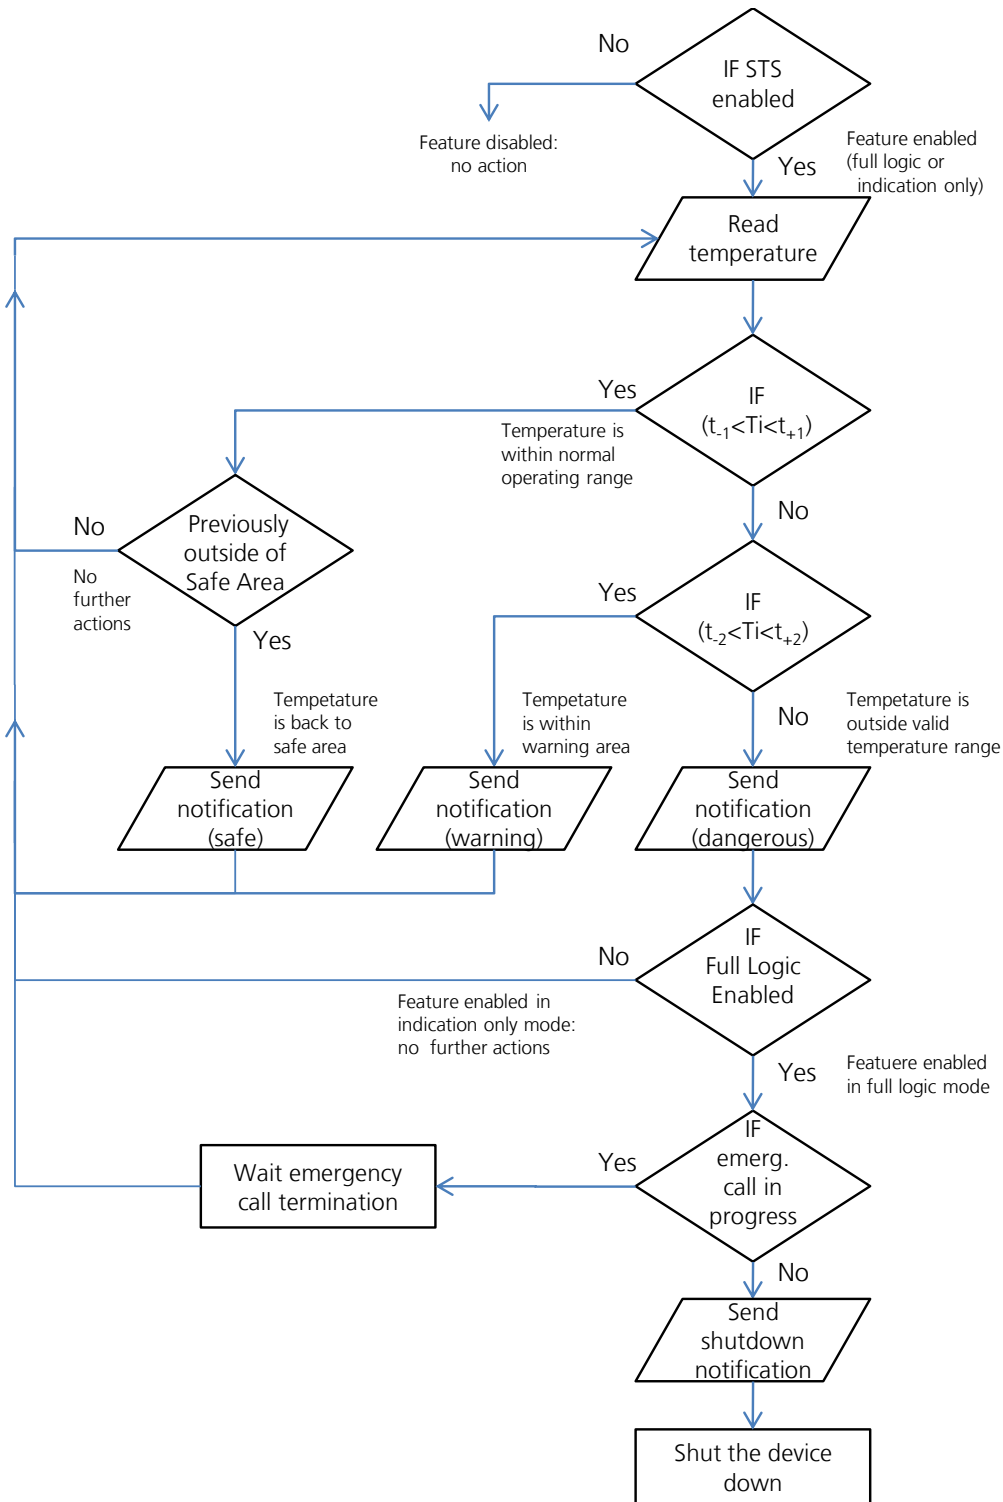 No
IF STS
enabled
Feature disabled:
no action
Yes
Feature enabled
(full logic or
indication only)
Read
temperature
Yes
IF
(t-1<Ti<t+1)
Temperature is
within normal
operating range
No
No
Previously
outside of
Safe Area
No
further
actions
Yes
Yes
IF
(t-2<Ti<t+2)
Tempetature
is back to
safe area
Tempetature
is within
warning area
No
Tempetature is
outside valid
temperature range
Send
notification
(safe)
Send
notification
(warning)
Send
notification
(dangerous)
No
IF
Full Logic
Enabled
Feature enabled in
indication only mode:
no further actions
Yes
Featuere enabled
in full logic mode
Wait emergency
call termination
Yes
IF
emerg.
call in
progress
No
Send
shutdown
notification
Shut the device
down